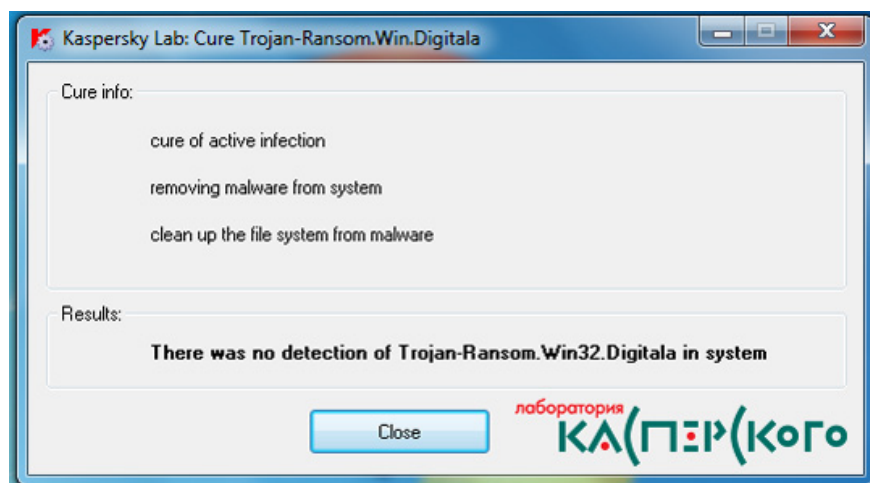 Kaspersky Lab: Cure Trojan-Ransom.Win.Digitala
Cure info:
cure of active infection
removing malware from system
clean up the file system from malware
Results:
There was no detection of Trojan-Ransom.Win32.Digitala in system
Close
лаборатория
КАСПЕРСКОГО